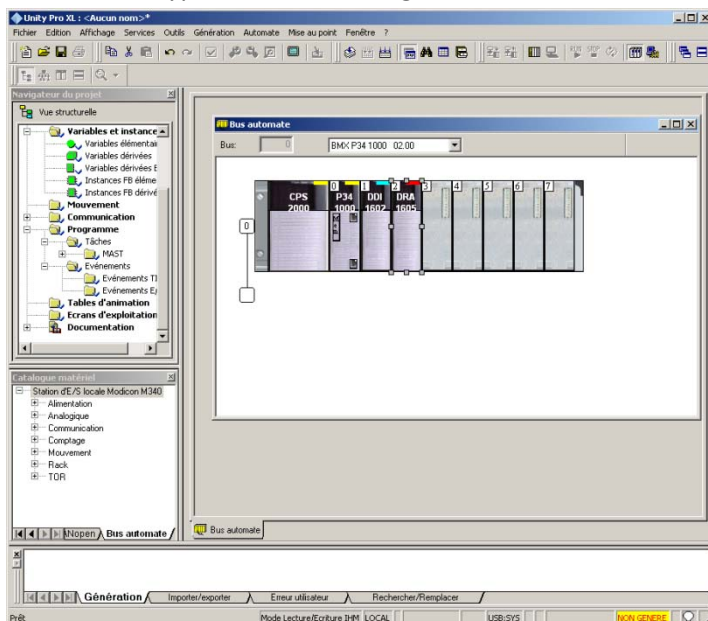 Unity Pro XL : <Aucun nom>*
Fichier Edition Affichage Services Outils Génération Automate Mise au point Fenêtre ?
Navigateur du projet
Vue structurelle
Variables et instance
Variables élémentair
Variables dérivées
Variables dérivées E
Instances FB éléme
Instances FB dérivé
Mouvement
Communication
Programme
Tâches
MAST
Evénements
Evénements TI
Evénements E/
Tables d'animation
Ecrans d'exploitation
Documentation
Bus automate
Bus: 0 BMX P34 1000 02.00
0 1 2 3 4 5 6 7
CPS P34 DDI DRA
2000 1000 1602 1605
0
Catalogue matériel
Station d'E/S locale Modicon M340
Alimentation
Analogique
Communication
Comptage
Mouvement
Rack
TOR
Nopen Bus automate
Bus automate
Génération Importer/exporter Erreur utilisateur Rechercher/Remplacer
Prêt Mode Lecture/Ecriture IHM LOCAL USB:SYS NON GENERE